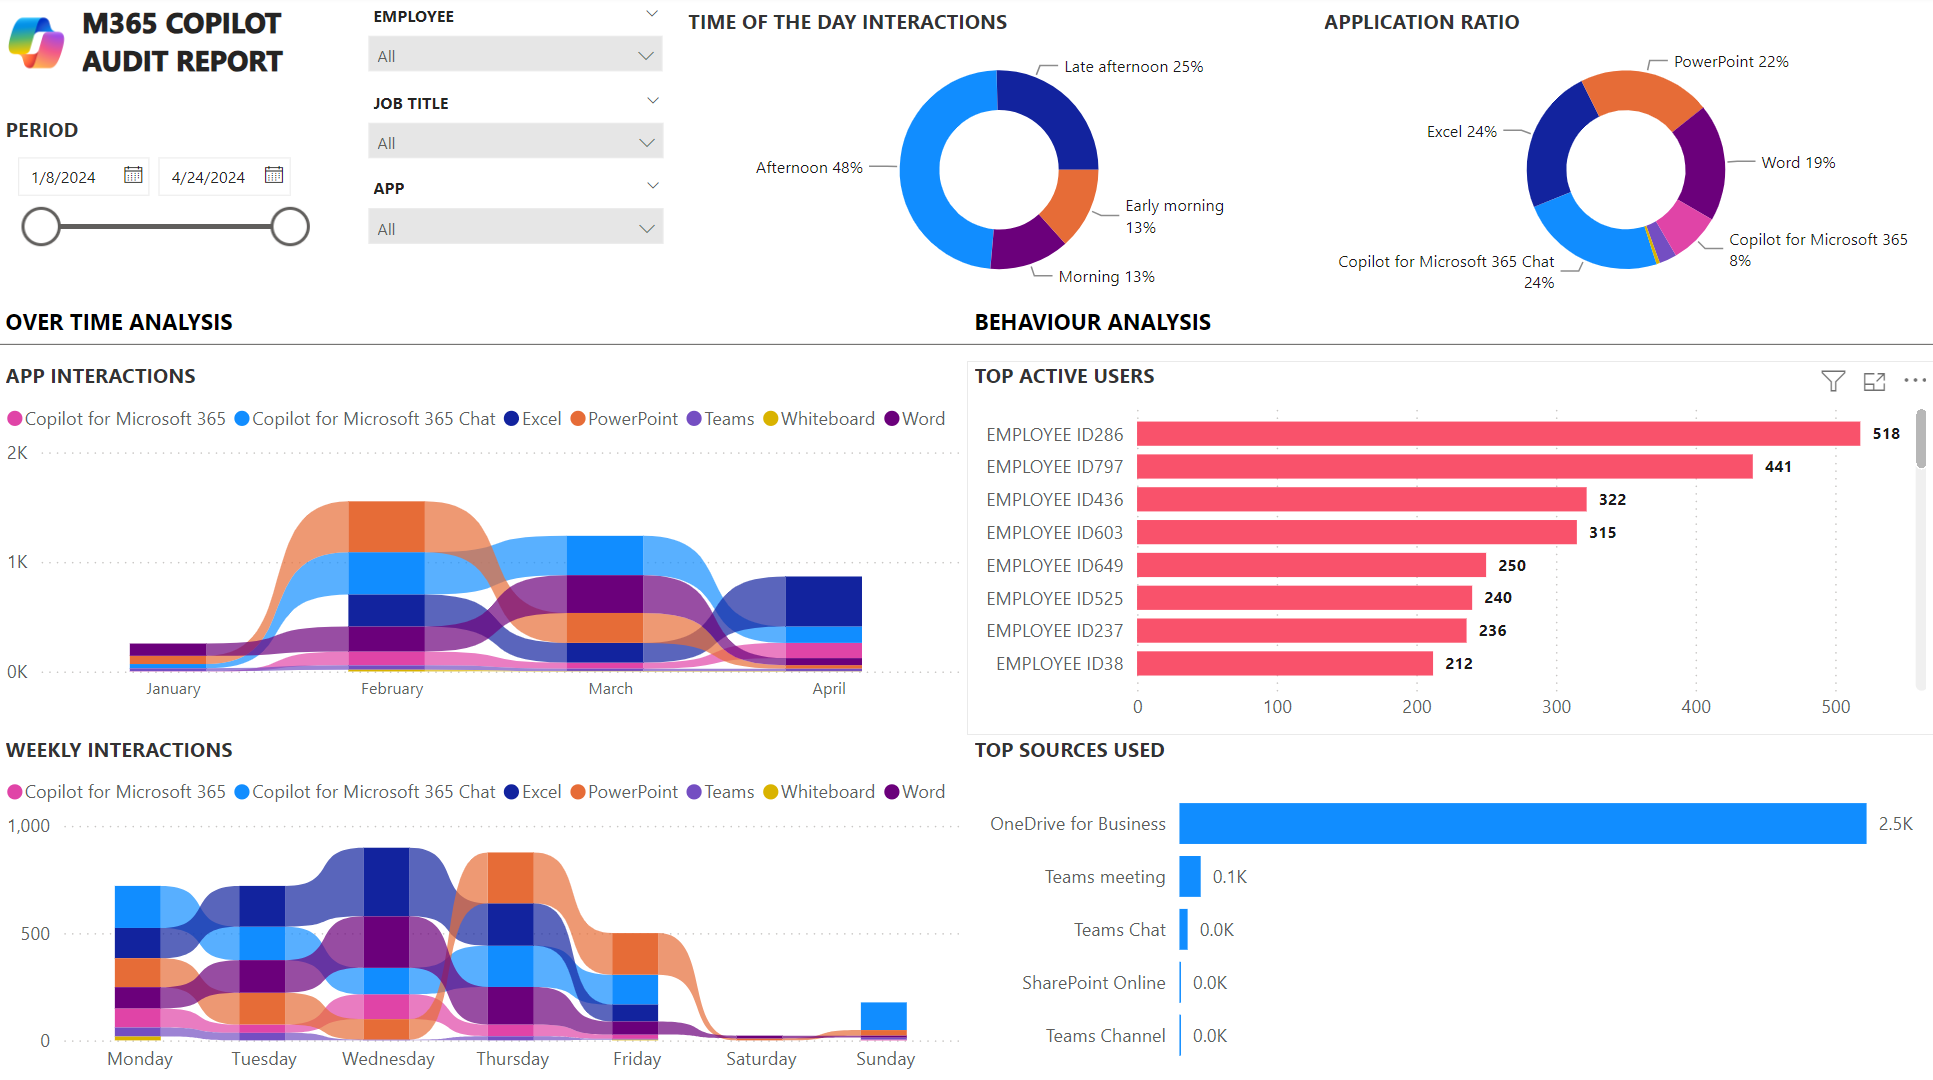 M365 COPILOT
AUDIT REPORT
PERIOD
1/8/2024
4/24/2024
EMPLOYEE
All
JOB TITLE
All
APP
All
TIME OF THE DAY INTERACTIONS
Late afternoon 25%
Afternoon 48%
Early morning
13%
Morning 13%
APPLICATION RATIO
PowerPoint 22%
Excel 24%
Word 19%
Copilot for Microsoft 365
8%
Copilot for Microsoft 365 Chat
24%
OVER TIME ANALYSIS
BEHAVIOUR ANALYSIS
APP INTERACTIONS
Copilot for Microsoft 365 Copilot for Microsoft 365 Chat Excel PowerPoint Teams Whiteboard Word
2K
1K
0K
January February March April
TOP ACTIVE USERS
EMPLOYEE ID286 518
EMPLOYEE ID797 441
EMPLOYEE ID436 322
EMPLOYEE ID603 315
EMPLOYEE ID649 250
EMPLOYEE ID525 240
EMPLOYEE ID237 236
EMPLOYEE ID38 212
0 100 200 300 400 500
WEEKLY INTERACTIONS
Copilot for Microsoft 365 Copilot for Microsoft 365 Chat Excel PowerPoint Teams Whiteboard Word
1,000
500
0
Monday Tuesday Wednesday Thursday Friday Saturday Sunday
TOP SOURCES USED
OneDrive for Business 2.5K
Teams meeting 0.1K
Teams Chat 0.0K
SharePoint Online 0.0K
Teams Channel 0.0K